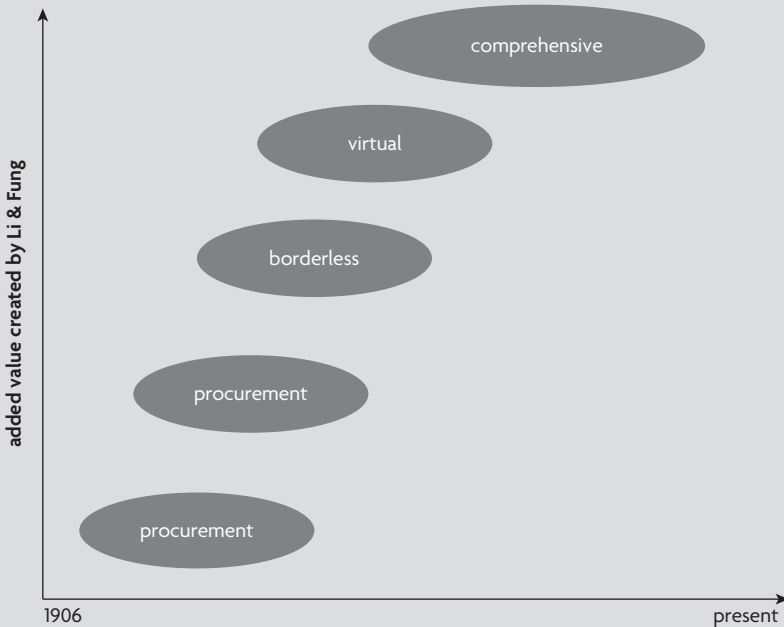 comprehensive
virtual
borderless
procurement
procurement
added value created by Li & Fung
1906
present